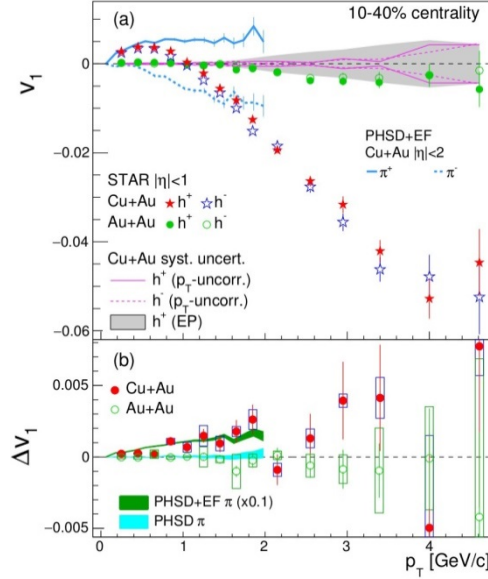 (a)
10-40% centrality
v1
0
−0.02
−0.04
−0.06
PHSD+EF
Cu+Au |η|<2
π+ π-
STAR |η|<1
Cu+Au h+ h-
Au+Au h+ h-
Cu+Au syst. uncert.
h+ (pT-uncorr.)
h- (pT-uncorr.)
h+ (EP)
(b)
Cu+Au
Au+Au
Δv1
0.005
0
−0.005
PHSD+EF π (x0.1)
PHSD π
0 1 2 3 4
pT [GeV/c]